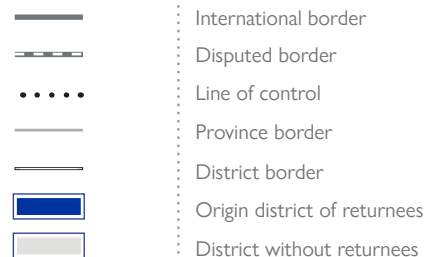 International border
Disputed border
Line of control
Province border
District border
Origin district of returnees
District without returnees